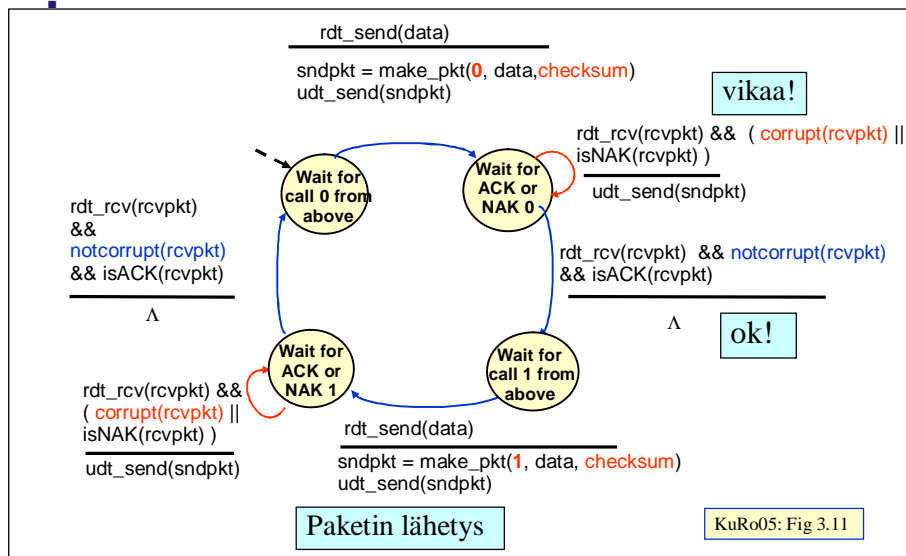 rdt_send(data)
sndpkt = make_pkt(0, data,checksum)
udt_send(sndpkt)
vikaa!
rdt_rcv(rcvpkt) && ( corrupt(rcvpkt) ||
isNAK(rcvpkt) )
udt_send(sndpkt)
Wait for
call 0 from
above
Wait for
ACK or
NAK 0
rdt_rcv(rcvpkt)
&&
notcorrupt(rcvpkt)
&& isACK(rcvpkt)
Λ
rdt_rcv(rcvpkt) && notcorrupt(rcvpkt)
&& isACK(rcvpkt)
Λ
ok!
Wait for
ACK or
NAK 1
Wait for
call 1 from
above
rdt_rcv(rcvpkt) &&
( corrupt(rcvpkt) ||
isNAK(rcvpkt) )
udt_send(sndpkt)
rdt_send(data)
sndpkt = make_pkt(1, data, checksum)
udt_send(sndpkt)
Paketin lähetys
KuRo05: Fig 3.11